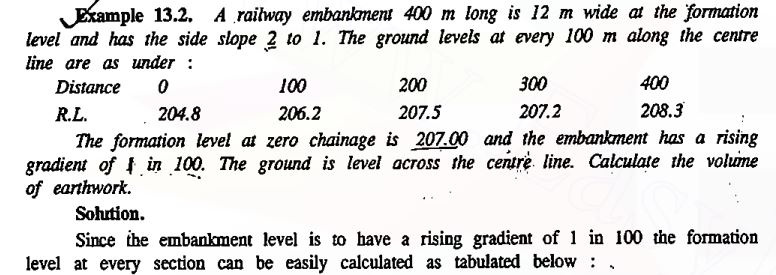 Example 13.2. A railway embankment 400 m long is 12 m wide at the formation
level and has the side slope 2 to 1. The ground levels at every 100 m along the centre
line are as under :
Distance 0 100 200 300 400
R.L. 204.8 206.2 207.5 207.2 208.3
The formation level at zero chainage is 207.00 and the embankment has a rising
gradient of 1 in 100. The ground is level across the centre line. Calculate the volume
of earthwork.
Solution.
Since the embankment level is to have a rising gradient of 1 in 100 the formation
level at every section can be easily calculated as tabulated below :